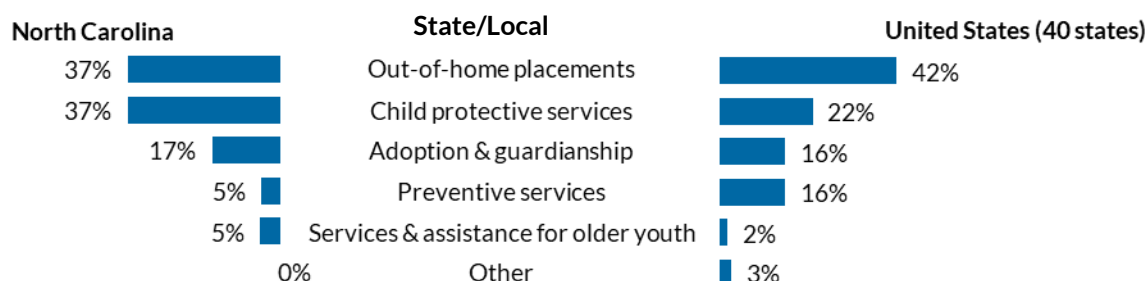 North Carolina State/Local United States (40 states)
37% Out-of-home placements 42%
37% Child protective services 22%
17% Adoption & guardianship 16%
5% Preventive services 16%
5% Services & assistance for older youth 2%
0% Other 3%